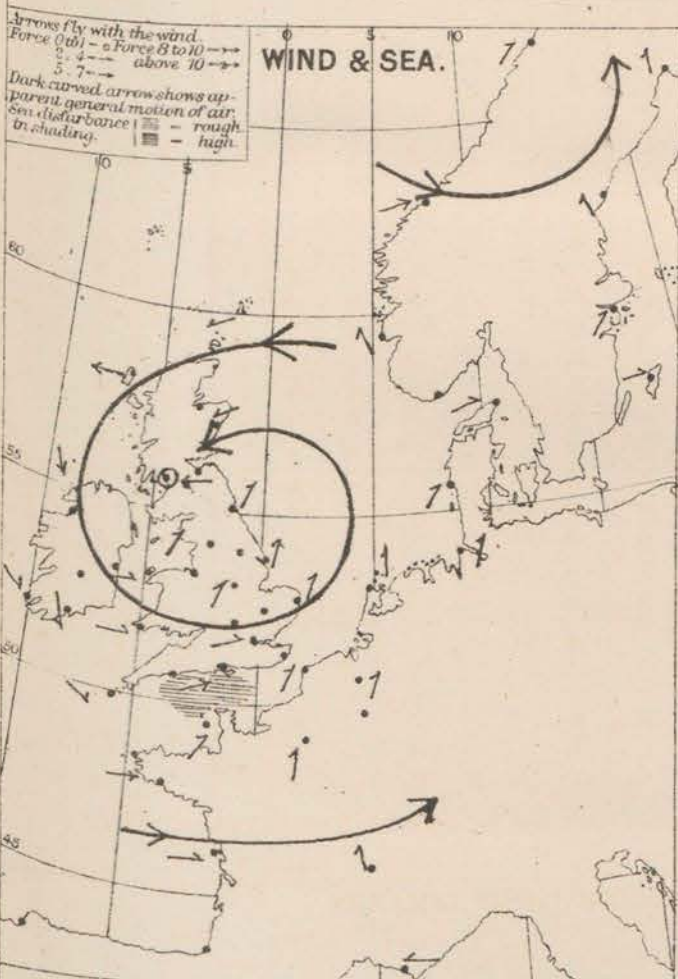 Arrows fly with the wind.
Force 0 to 1 – o Force 8 to 10
2 – 4 – above 10 –
5 – 7 –
Dark curved arrow shows ap-
parent general motion of air.
Sea disturbance – rough
in shading. – high.
WIND & SEA.
0 5 10
10 5
60
55
50
45